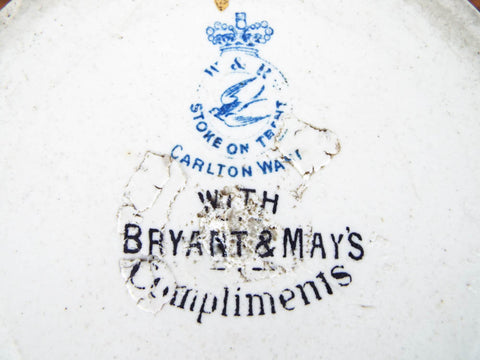 W & R
STOKE ON TRENT
CARLTON WARE
WITH
BRYANT & MAY'S
Compliments